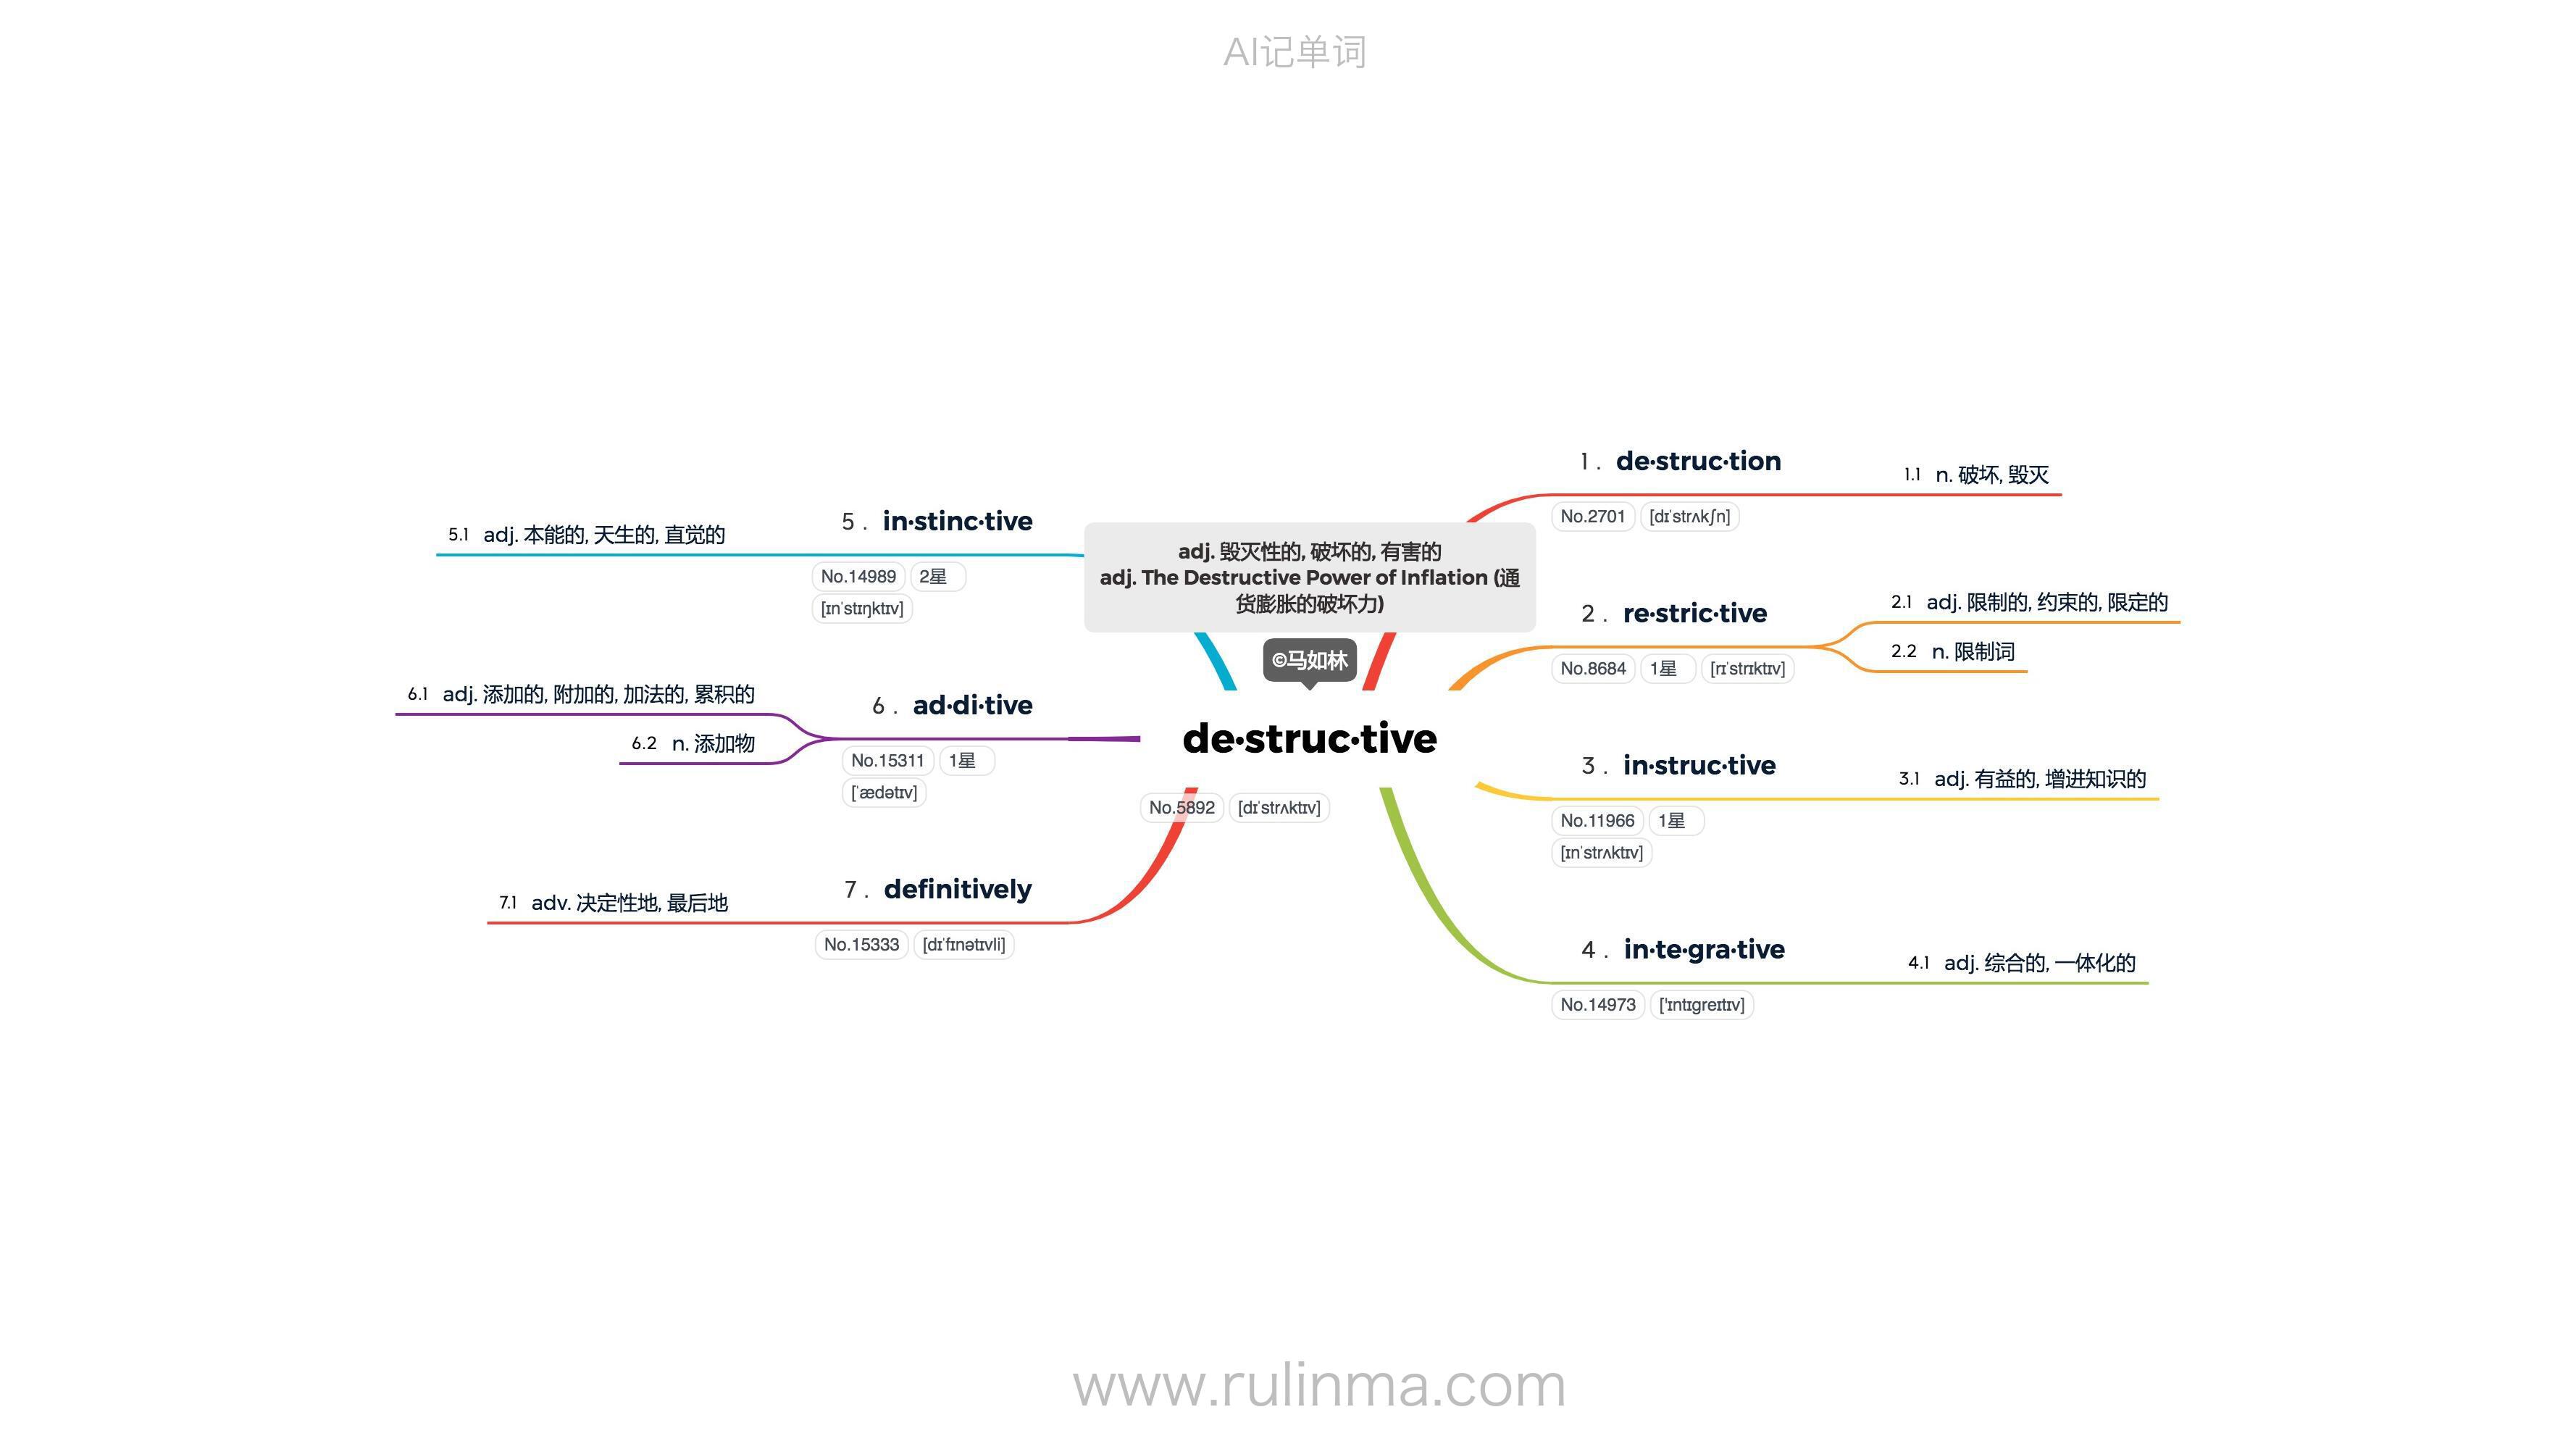 AI记单词
adj. 毁灭性的, 破坏的, 有害的
adj. The Destructive Power of Inflation (通
货膨胀的破坏力)
©马如林
de·struc·tive
No.5892 [dɪˈstrʌktɪv]
1 . de·struc·tion
No.2701 [dɪˈstrʌkʃn]
1.1 n. 破坏, 毁灭
2 . re·stric·tive
No.8684 1星 [rɪˈstrɪktɪv]
2.1 adj. 限制的, 约束的, 限定的
2.2 n. 限制词
3 . in·struc·tive
No.11966 1星
[ɪnˈstrʌktɪv]
3.1 adj. 有益的, 增进知识的
4 . in·te·gra·tive
No.14973 ['ɪntɪgreɪtɪv]
4.1 adj. 综合的, 一体化的
5 . in·stinc·tive
No.14989 2星
[ɪnˈstɪŋktɪv]
5.1 adj. 本能的, 天生的, 直觉的
6 . ad·di·tive
No.15311 1星
[ˈædətɪv]
6.1 adj. 添加的, 附加的, 加法的, 累积的
6.2 n. 添加物
7 . definitively
No.15333 [dɪˈfɪnətɪvli]
7.1 adv. 决定性地, 最后地
www.rulinma.com